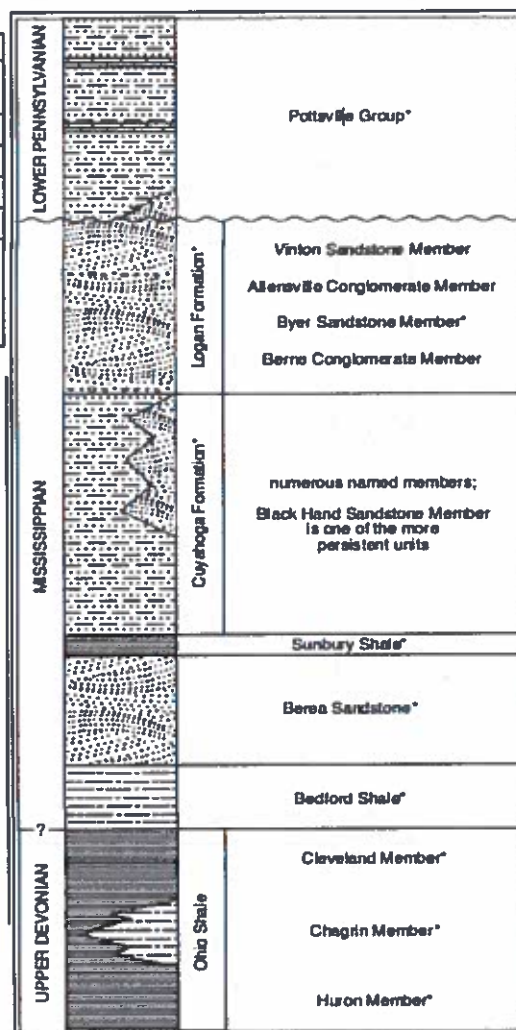 LOWER PENNSYLVANIAN
Pottsville Group*
MISSISSIPPIAN
Logan Formation*
Vinton Sandstone Member
Allensville Conglomerate Member
Byer Sandstone Member*
Berne Conglomerate Member
Cuyahoga Formation*
numerous named members;
Black Hand Sandstone Member
is one of the more
persistent units
Sunbury Shale*
Berea Sandstone*
Bedford Shale*
?
UPPER DEVONIAN
Ohio Shale
Cleveland Member*
Chagrin Member*
Huron Member*